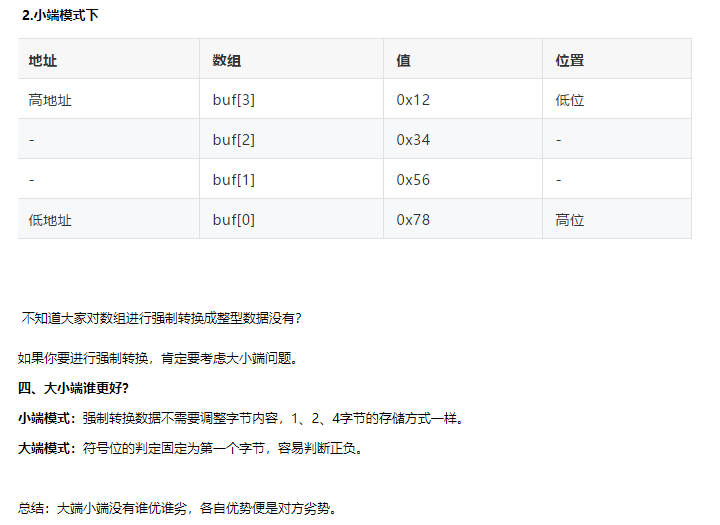 2.小端模式下
地址 数组 值 位置
高地址 buf[3] 0x12 低位
- buf[2] 0x34 -
- buf[1] 0x56 -
低地址 buf[0] 0x78 高位
不知道大家对数组进行强制转换成整型数据没有?
如果你要进行强制转换，肯定要考虑大小端问题。
四、大小端谁更好?
小端模式：强制转换数据不需要调整字节内容，1、2、4字节的存储方式一样。
大端模式：符号位的判定固定为第一个字节，容易判断正负。
总结：大端小端没有谁优谁劣，各自优势便是对方劣势。